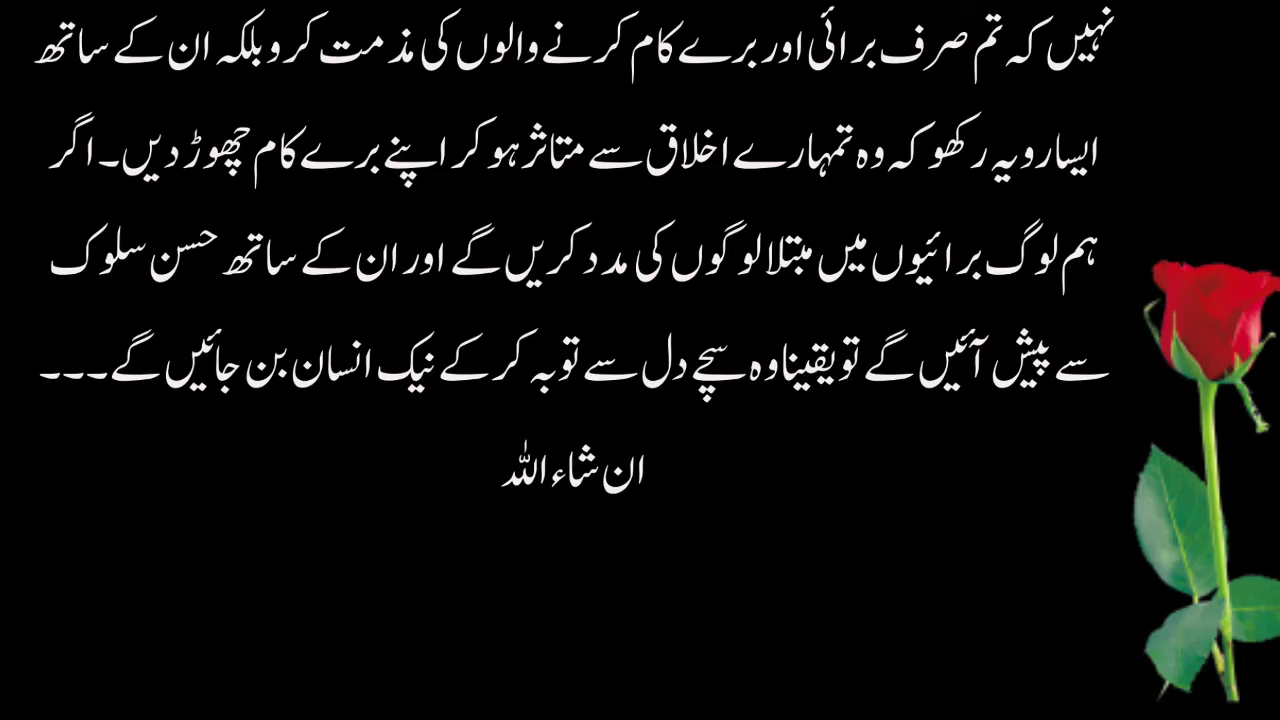 نہیں کہ تم صرف برائی اور برے کام کرنے والوں کی مذمت کرو بلکہ ان کے ساتھ
ایسا رویہ رکھو کہ وہ تمہارے اخلاق سے متاثر ہو کر اپنے برے کام چھوڑ دیں۔ اگر
ہم لوگ برائیوں میں مبتلا لوگوں کی مدد کریں گے اور ان کے ساتھ حسن سلوک
سے پیش آئیں گے تو یقینا وہ سچے دل سے توبہ کر کے نیک انسان بن جائیں گے۔۔۔
ان شاء اللہ